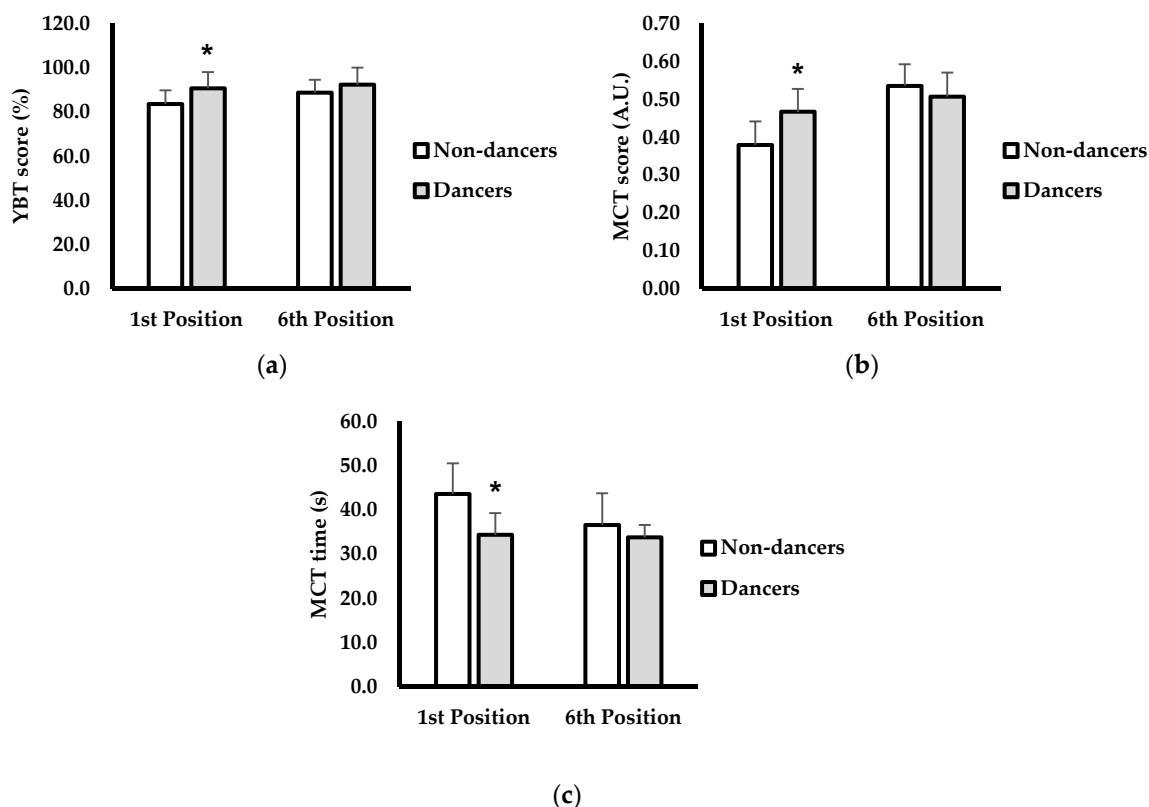 120.0
100.0
80.0
60.0
40.0
20.0
0.0
YBT score (%)
*
1st Position
6th Position
Non-dancers
Dancers
(a)
0.70
0.60
0.50
0.40
0.30
0.20
0.10
0.00
MCT score (A.U.)
*
1st Position
6th Position
Non-dancers
Dancers
(b)
60.0
50.0
40.0
30.0
20.0
10.0
0.0
MCT time (s)
*
1st Position
6th Position
Non-dancers
Dancers
(c)